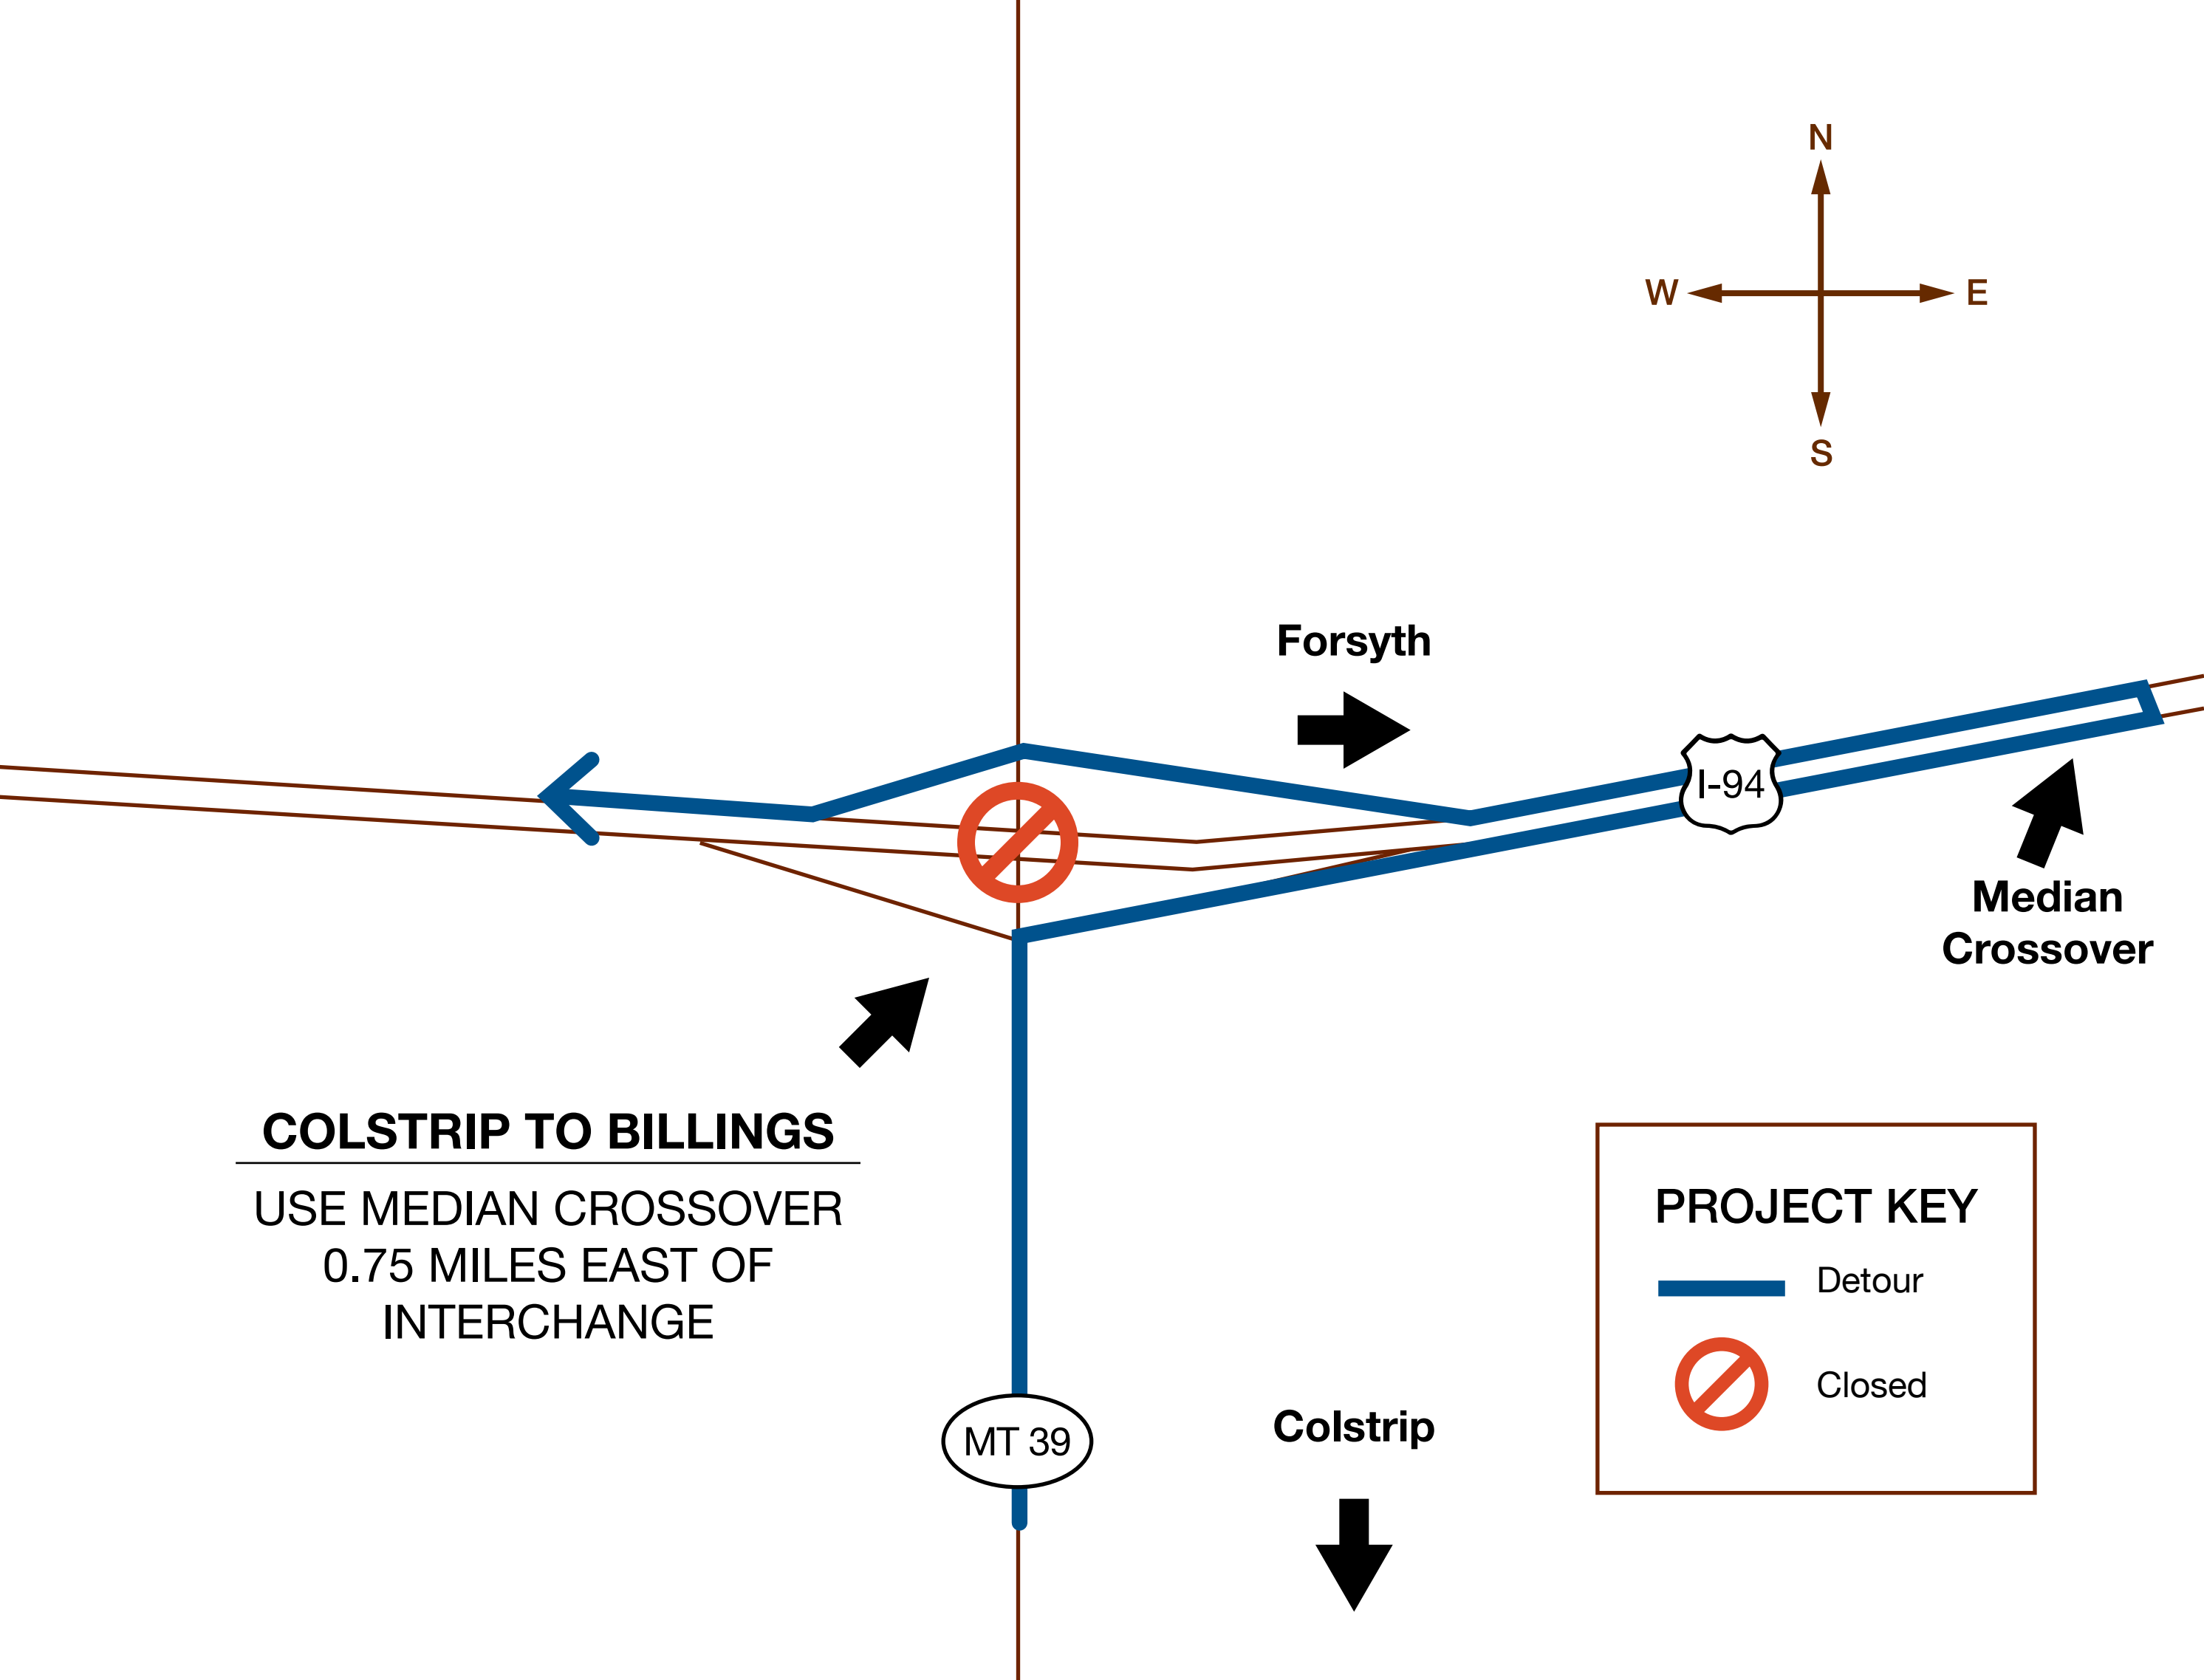 N
W
E
S
Forsyth
I-94
Median
Crossover
COLSTRIP TO BILLINGS
USE MEDIAN CROSSOVER
0.75 MILES EAST OF
INTERCHANGE
PROJECT KEY
Detour
Closed
MT 39
Colstrip